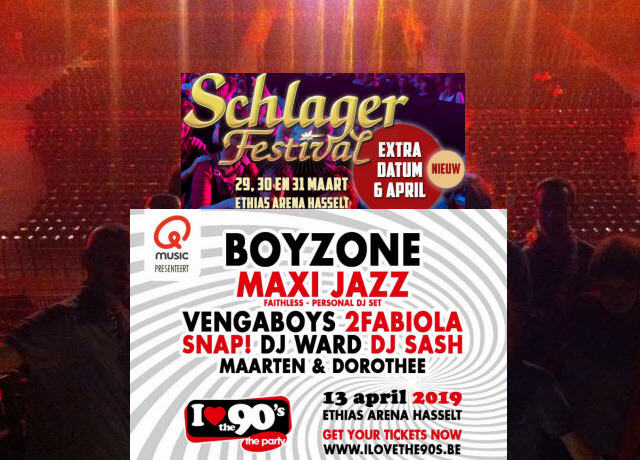 Schlager
Festival
EXTRA
DATUM
6 APRIL
NIEUW
29, 30 EN 31 MAART
ETHIAS ARENA HASSELT
Q
MUSIC
PRESENTEERT
BOYZONE
MAXI JAZZ
FAITHLESS - PERSONAL DJ SET
VENGABOYS 2FABIOLA
SNAP! DJ WARD DJ SASH
MAARTEN & DOROTHEE
I ♥ the 90's
the party
13 april 2019
ETHIAS ARENA HASSELT
GET YOUR TICKETS NOW
WWW.ILOVETHE90S.BE